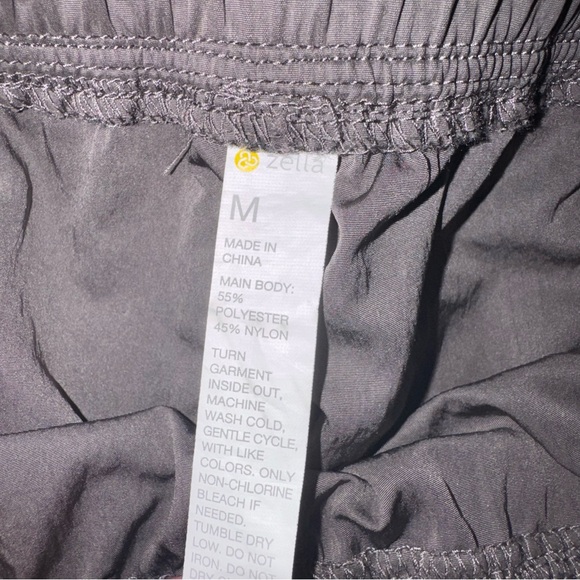 zella
M
MADE IN
CHINA
MAIN BODY:
55%
POLYESTER
45% NYLON
TURN
GARMENT
INSIDE OUT,
MACHINE
WASH COLD,
GENTLE CYCLE,
WITH LIKE
COLORS. ONLY
NON-CHLORINE
BLEACH IF
NEEDED.
TUMBLE DRY
LOW. DO NOT
IRON. DO NOT